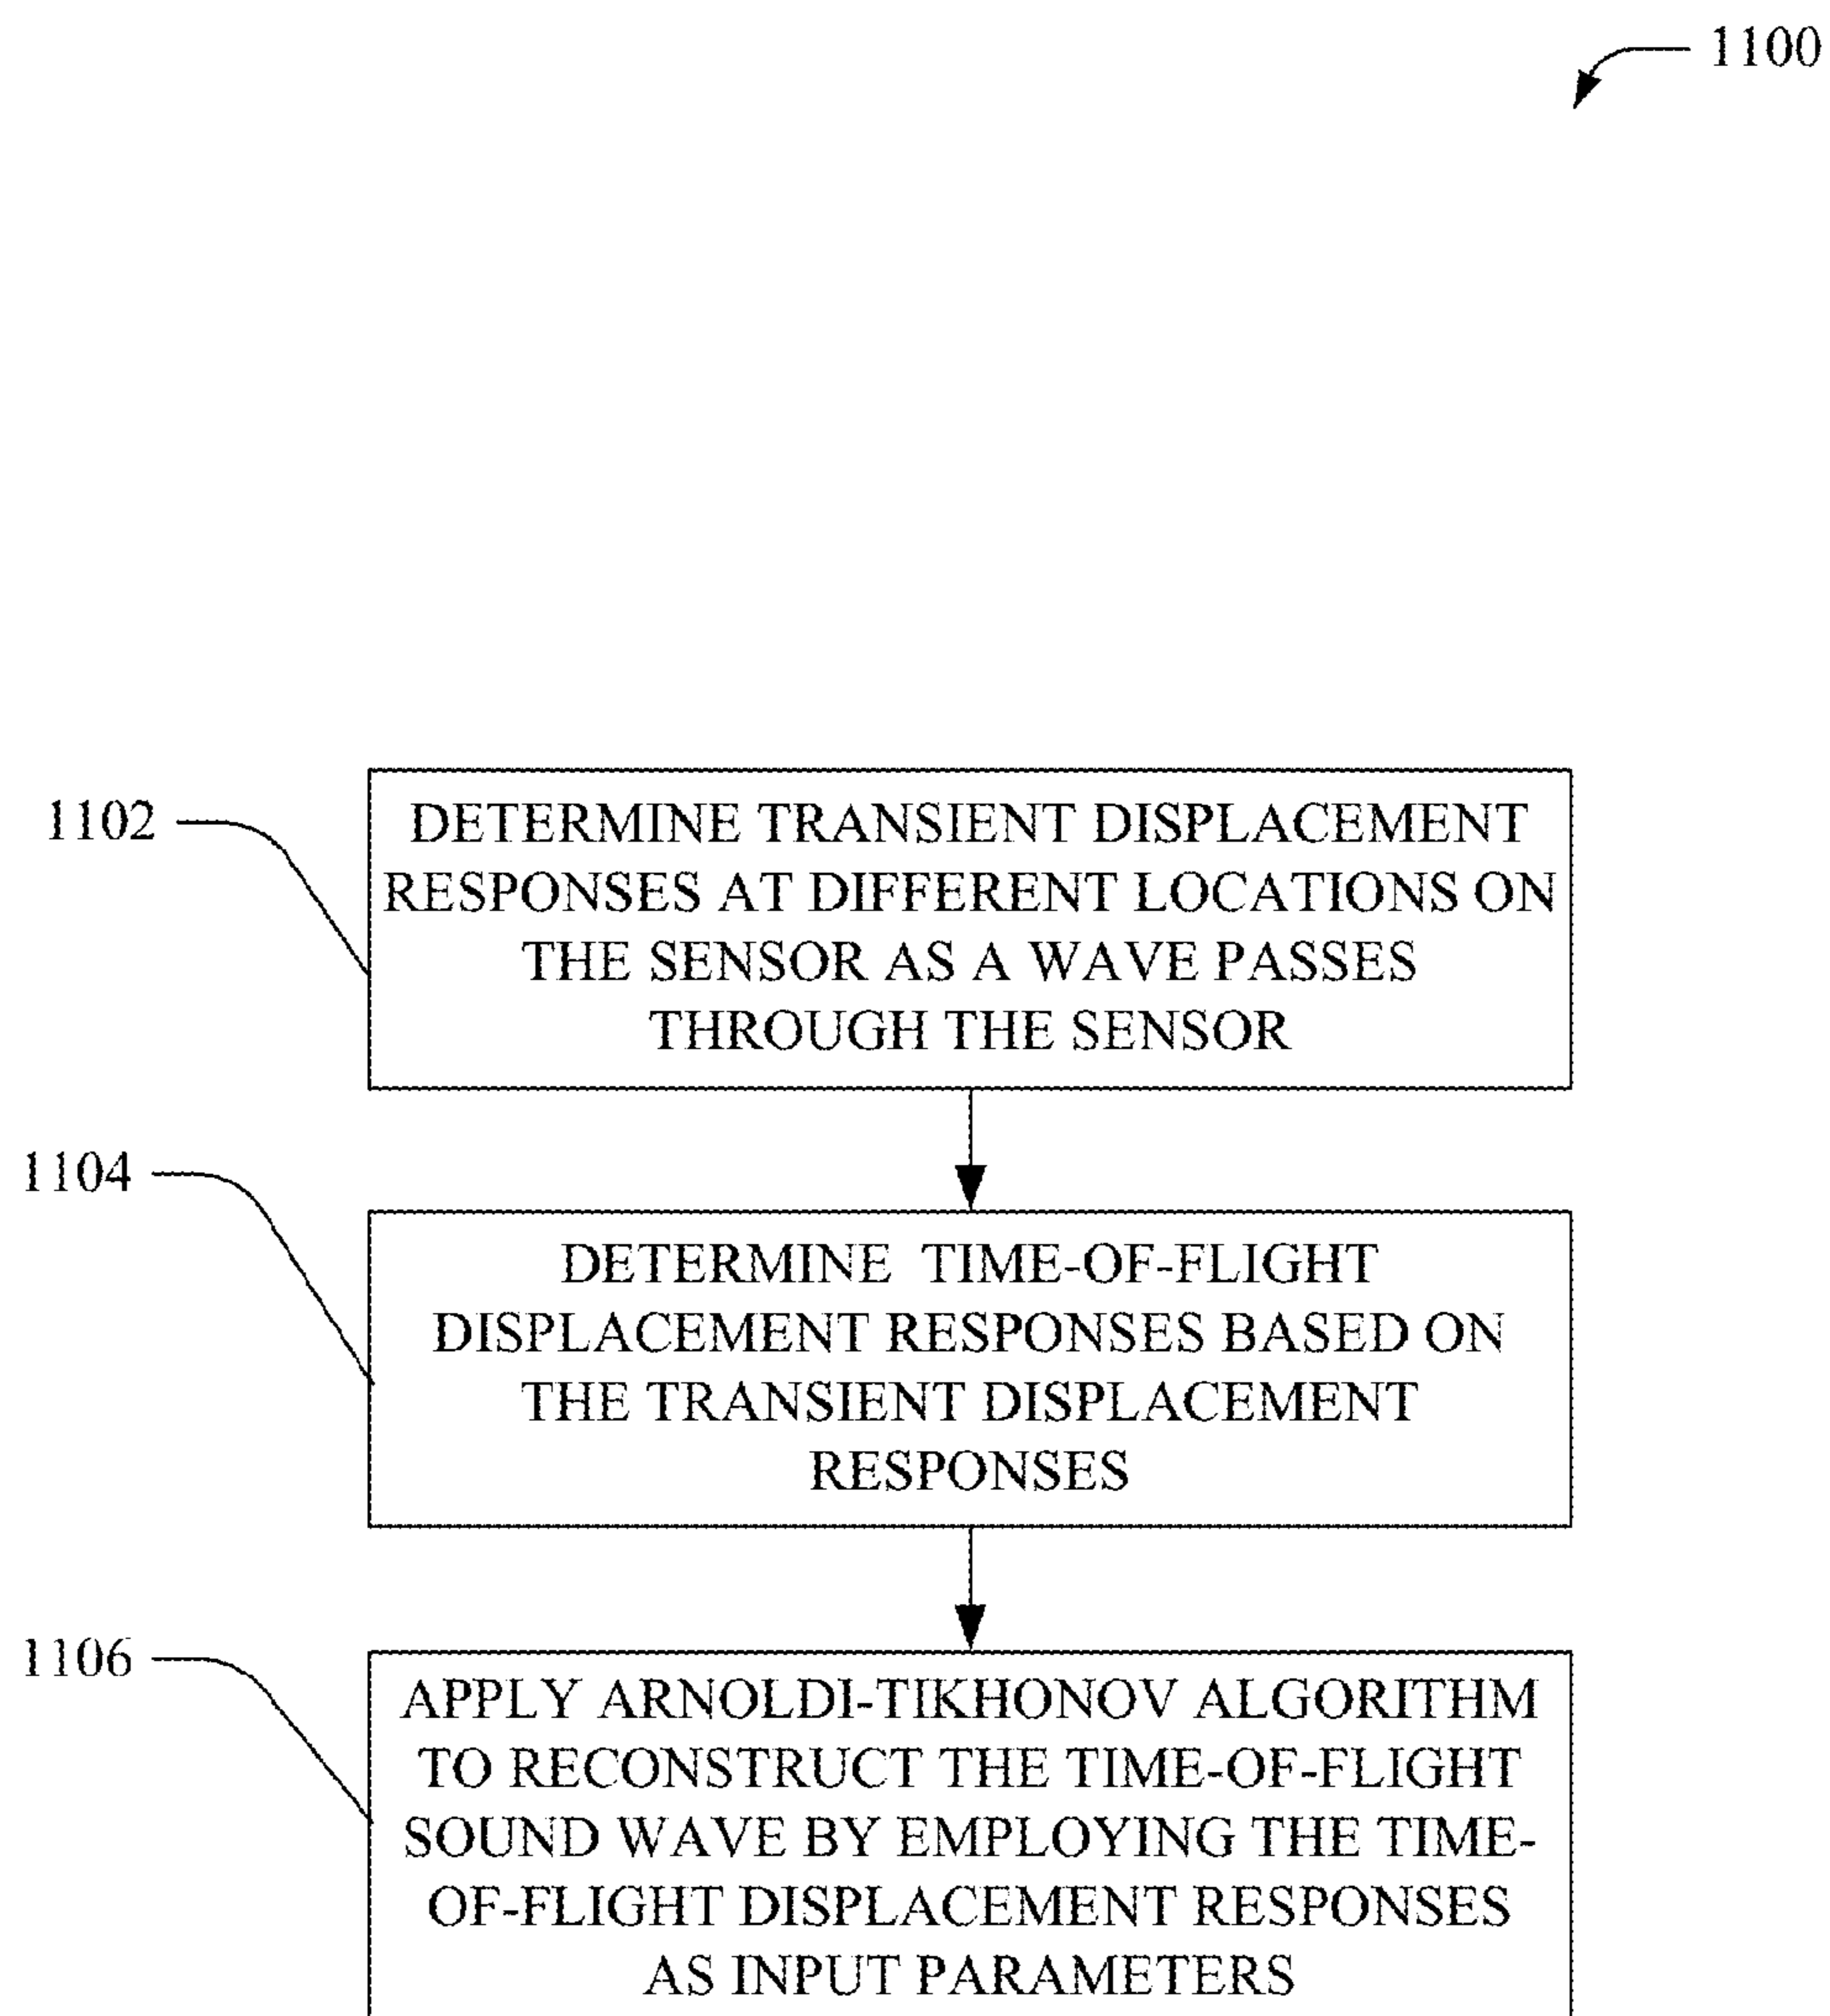 1100
1102
DETERMINE TRANSIENT DISPLACEMENT
RESPONSES AT DIFFERENT LOCATIONS ON
THE SENSOR AS A WAVE PASSES
THROUGH THE SENSOR
1104
DETERMINE TIME-OF-FLIGHT
DISPLACEMENT RESPONSES BASED ON
THE TRANSIENT DISPLACEMENT
RESPONSES
1106
APPLY ARNOLDI-TIKHONOV ALGORITHM
TO RECONSTRUCT THE TIME-OF-FLIGHT
SOUND WAVE BY EMPLOYING THE TIME-
OF-FLIGHT DISPLACEMENT RESPONSES
AS INPUT PARAMETERS